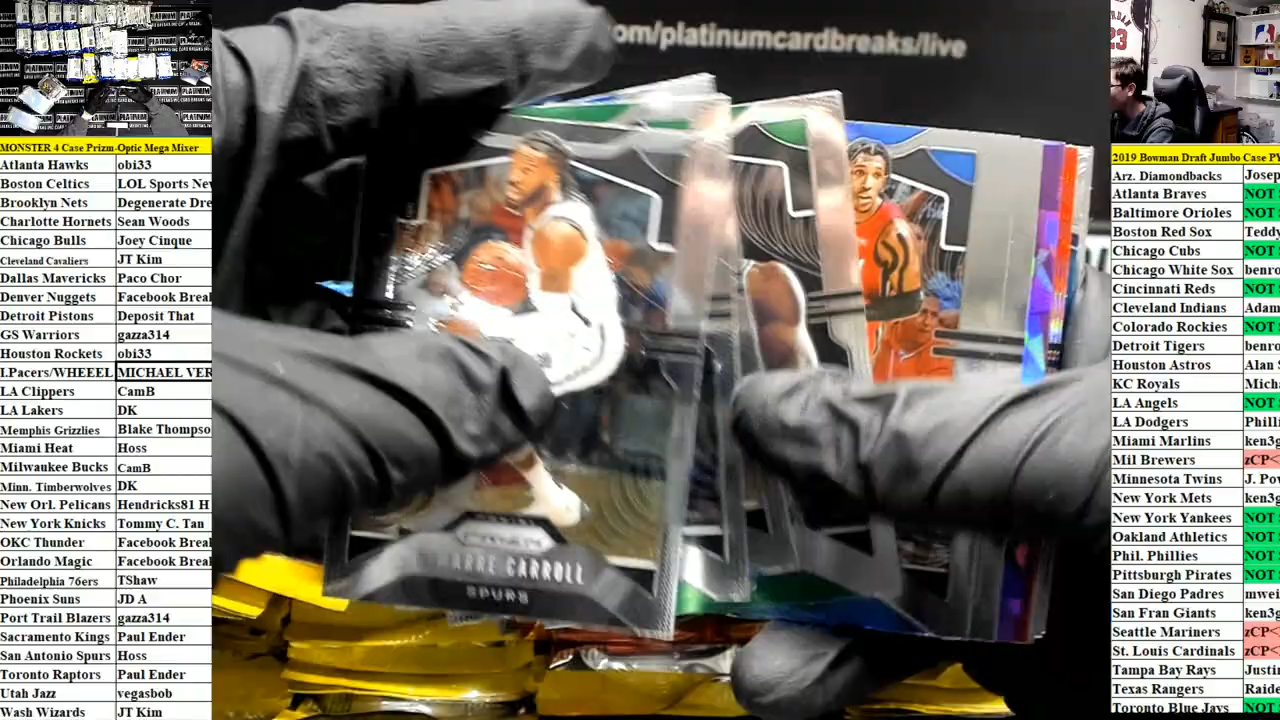 om/platinumcardbreaks/live
MONSTER 4 Case Prizm-Optic Mega Mixer
Atlanta Hawks obi33
Boston Celtics LOL Sports Nev
Brooklyn Nets Degenerate Dre
Charlotte Hornets Sean Woods
Chicago Bulls Joey Cinque
Cleveland Cavaliers JT Kim
Dallas Mavericks Paco Chor
Denver Nuggets Facebook Brea
Detroit Pistons Deposit That
GS Warriors gazza314
Houston Rockets obi33
I.Pacers/WHEEEL MICHAEL VER
LA Clippers CamB
LA Lakers DK
Memphis Grizzlies Blake Thompso
Miami Heat Hoss
Milwaukee Bucks CamB
Minn. Timberwolves DK
New Orl. Pelicans Hendricks81 H
New York Knicks Tommy C. Tan
OKC Thunder Facebook Brea
Orlando Magic Facebook Brea
Philadelphia 76ers TShaw
Phoenix Suns JD A
Port Trail Blazers gazza314
Sacramento Kings Paul Ender
San Antonio Spurs Hoss
Toronto Raptors Paul Ender
Utah Jazz vegasbob
Wash Wizards JT Kim
CARROLL
SPURS
23
2019 Bowman Draft Jumbo Case PY
Arz. Diamondbacks Josep
Atlanta Braves NOT
Baltimore Orioles NOT
Boston Red Sox Teddy
Chicago Cubs NOT
Chicago White Sox benro
Cincinnati Reds NOT
Cleveland Indians Adam
Colorado Rockies NOT
Detroit Tigers benro
Houston Astros Alan
KC Royals Mich
LA Angels NOT
LA Dodgers Philli
Miami Marlins ken3g
Mil Brewers zCP<
Minnesota Twins J. Pov
New York Mets ken3g
New York Yankees NOT
Oakland Athletics NOT
Phil. Phillies NOT
Pittsburgh Pirates NOT
San Diego Padres mwei
San Fran Giants ken3g
Seattle Mariners zCP<
St. Louis Cardinals zCP<
Tampa Bay Rays Justin
Texas Rangers Raide
Toronto Blue Jays NOT